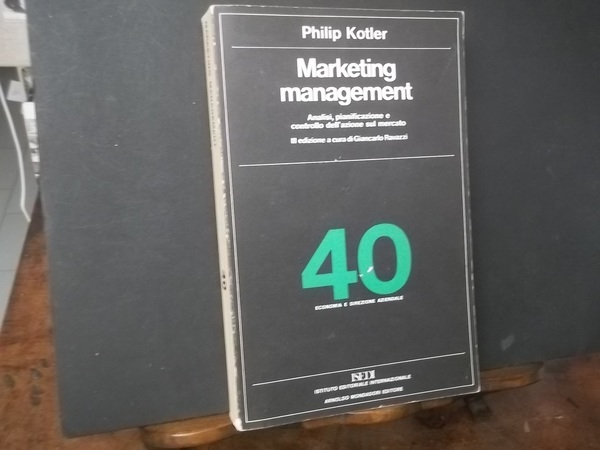 Philip Kotler
Marketing
management
Analisi, pianificazione e
controllo dell'azione sul mercato
III edizione a cura di Giancarlo Ravazzi
40
ECONOMIA E DIREZIONE AZIENDALE
ISEDI
ISTITUTO EDITORIALE INTERNAZIONALE
ARNOLDO MONDADORI EDITORE